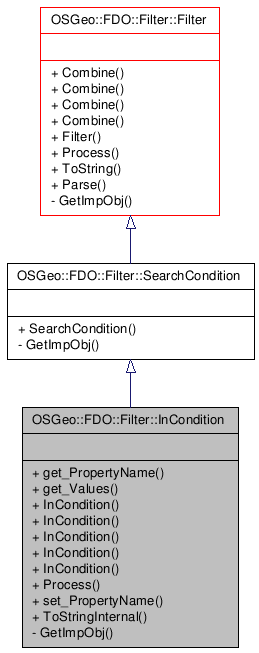 OSGeo::FDO::Filter::Filter
+ Combine()
+ Combine()
+ Combine()
+ Combine()
+ Filter()
+ Process()
+ ToString()
+ Parse()
- GetImpObj()
OSGeo::FDO::Filter::SearchCondition
+ SearchCondition()
- GetImpObj()
OSGeo::FDO::Filter::InCondition
+ get_PropertyName()
+ get_Values()
+ InCondition()
+ InCondition()
+ InCondition()
+ InCondition()
+ InCondition()
+ Process()
+ set_PropertyName()
+ ToStringInternal()
- GetImpObj()